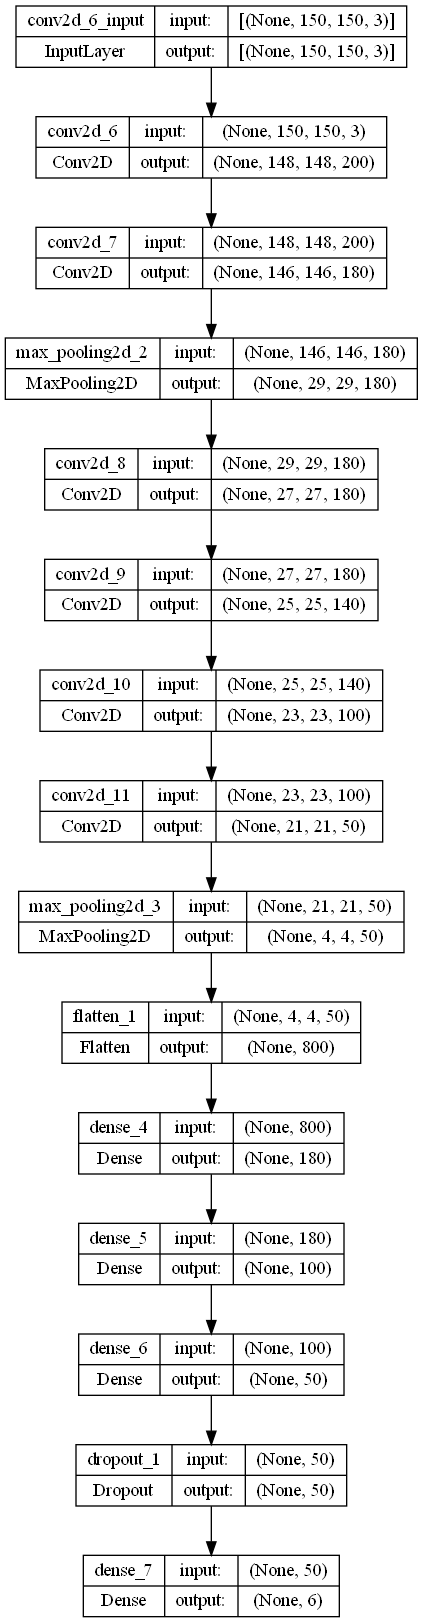 conv2d_6_input input: [(None, 150, 150, 3)]
InputLayer output: [(None, 150, 150, 3)]
conv2d_6 input: (None, 150, 150, 3)
Conv2D output: (None, 148, 148, 200)
conv2d_7 input: (None, 148, 148, 200)
Conv2D output: (None, 146, 146, 180)
max_pooling2d_2 input: (None, 146, 146, 180)
MaxPooling2D output: (None, 29, 29, 180)
conv2d_8 input: (None, 29, 29, 180)
Conv2D output: (None, 27, 27, 180)
conv2d_9 input: (None, 27, 27, 180)
Conv2D output: (None, 25, 25, 140)
conv2d_10 input: (None, 25, 25, 140)
Conv2D output: (None, 23, 23, 100)
conv2d_11 input: (None, 23, 23, 100)
Conv2D output: (None, 21, 21, 50)
max_pooling2d_3 input: (None, 21, 21, 50)
MaxPooling2D output: (None, 4, 4, 50)
flatten_1 input: (None, 4, 4, 50)
Flatten output: (None, 800)
dense_4 input: (None, 800)
Dense output: (None, 180)
dense_5 input: (None, 180)
Dense output: (None, 100)
dense_6 input: (None, 100)
Dense output: (None, 50)
dropout_1 input: (None, 50)
Dropout output: (None, 50)
dense_7 input: (None, 50)
Dense output: (None, 6)